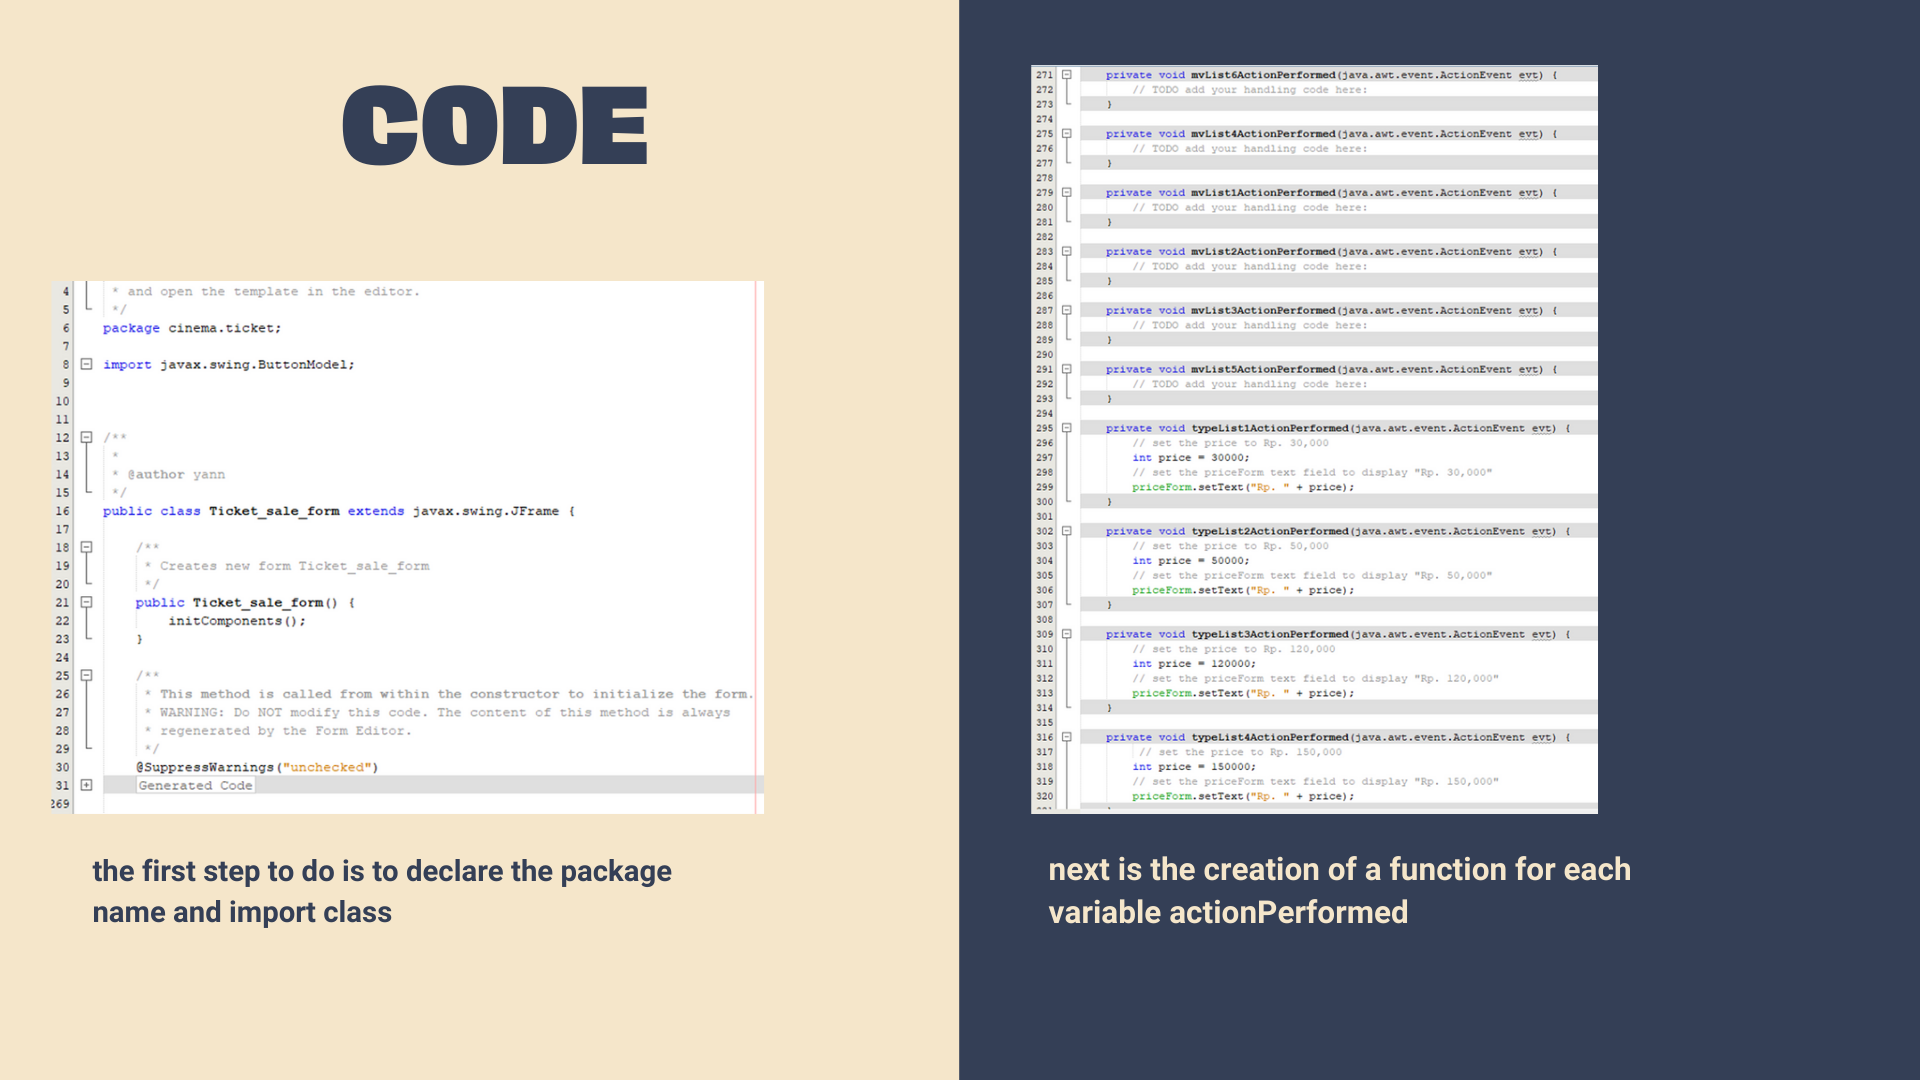 CODE
4 * and open the template in the editor.
5 */
6 package cinema.ticket;
7
8 import javax.swing.ButtonModel;
9
10
11
12 /**
13 *
14 * @author yann
15 */
16 public class Ticket_sale_form extends javax.swing.JFrame {
17
18 /**
19 * Creates new form Ticket_sale_form
20 */
21 public Ticket_sale_form() {
22 initComponents();
23 }
24
25 /**
26 * This method is called from within the constructor to initialize the form.
27 * WARNING: Do NOT modify this code. The content of this method is always
28 * regenerated by the Form Editor.
29 */
30 @SuppressWarnings("unchecked")
31 Generated Code
269
the first step to do is to declare the package
name and import class
271 private void mvList6ActionPerformed(java.awt.event.ActionEvent evt) {
272 // TODO add your handling code here:
273 }
274
275 private void mvList4ActionPerformed(java.awt.event.ActionEvent evt) {
276 // TODO add your handling code here:
277 }
278
279 private void mvList1ActionPerformed(java.awt.event.ActionEvent evt) {
280 // TODO add your handling code here:
281 }
282
283 private void mvList2ActionPerformed(java.awt.event.ActionEvent evt) {
284 // TODO add your handling code here:
285 }
286
287 private void mvList3ActionPerformed(java.awt.event.ActionEvent evt) {
288 // TODO add your handling code here:
289 }
290
291 private void mvList5ActionPerformed(java.awt.event.ActionEvent evt) {
292 // TODO add your handling code here:
293 }
294
295 private void typeList1ActionPerformed(java.awt.event.ActionEvent evt) {
296 // set the price to Rp. 30,000
297 int price = 30000;
298 // set the priceForm text field to display "Rp. 30,000"
299 priceForm.setText("Rp. " + price);
300 }
301
302 private void typeList2ActionPerformed(java.awt.event.ActionEvent evt) {
303 // set the price to Rp. 50,000
304 int price = 50000;
305 // set the priceForm text field to display "Rp. 50,000"
306 priceForm.setText("Rp. " + price);
307 }
308
309 private void typeList3ActionPerformed(java.awt.event.ActionEvent evt) {
310 // set the price to Rp. 120,000
311 int price = 120000;
312 // set the priceForm text field to display "Rp. 120,000"
313 priceForm.setText("Rp. " + price);
314 }
315
316 private void typeList4ActionPerformed(java.awt.event.ActionEvent evt) {
317 // set the price to Rp. 150,000
318 int price = 150000;
319 // set the priceForm text field to display "Rp. 150,000"
320 priceForm.setText("Rp. " + price);
next is the creation of a function for each
variable actionPerformed